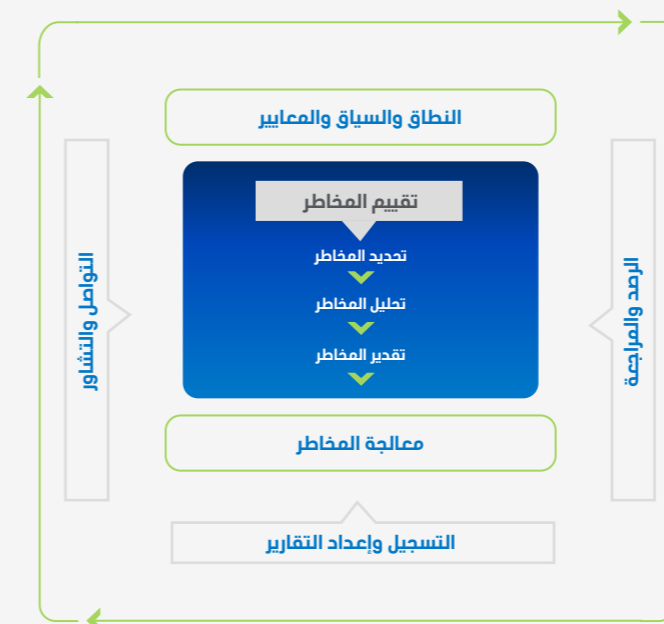 النطاق والسياق والمعايير
تقييم المخاطر
تحديد المخاطر
تحليل المخاطر
تقدير المخاطر
الرصد والمراجعة
التواصل والتشاور
معالجة المخاطر
التسجيل وإعداد التقارير